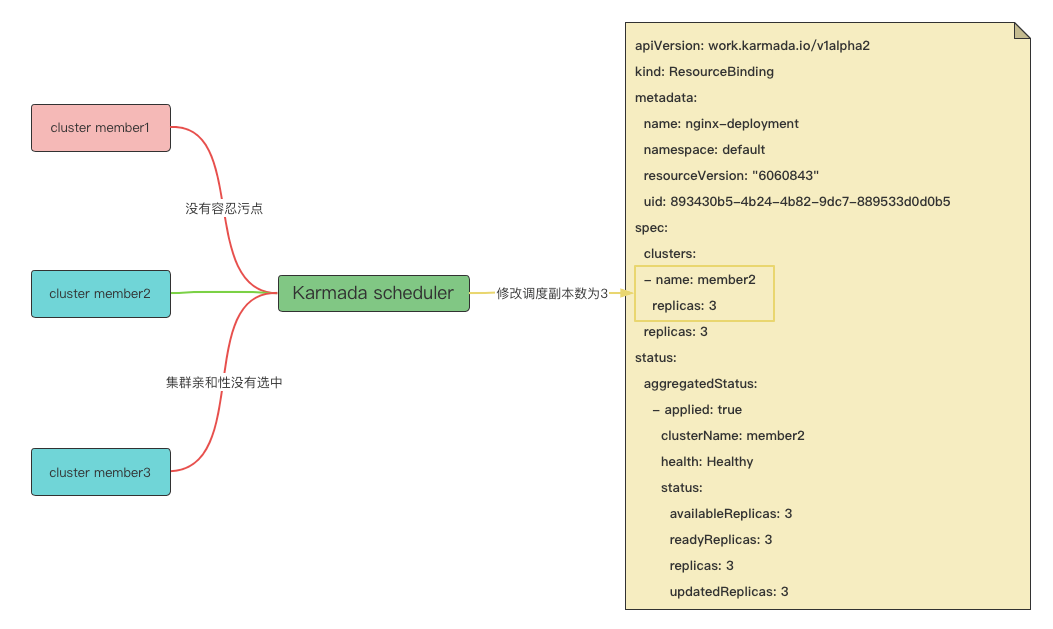 cluster member1
没有容忍污点
cluster member2
Karmada scheduler
修改调度副本数为3
集群亲和性没有选中
cluster member3
apiVersion: work.karmada.io/v1alpha2
kind: ResourceBinding
metadata:
name: nginx-deployment
namespace: default
resourceVersion: "6060843"
uid: 893430b5-4b24-4b82-9dc7-889533d0d0b5
spec:
clusters:
- name: member2
replicas: 3
replicas: 3
status:
aggregatedStatus:
- applied: true
clusterName: member2
health: Healthy
status:
availableReplicas: 3
readyReplicas: 3
replicas: 3
updatedReplicas: 3